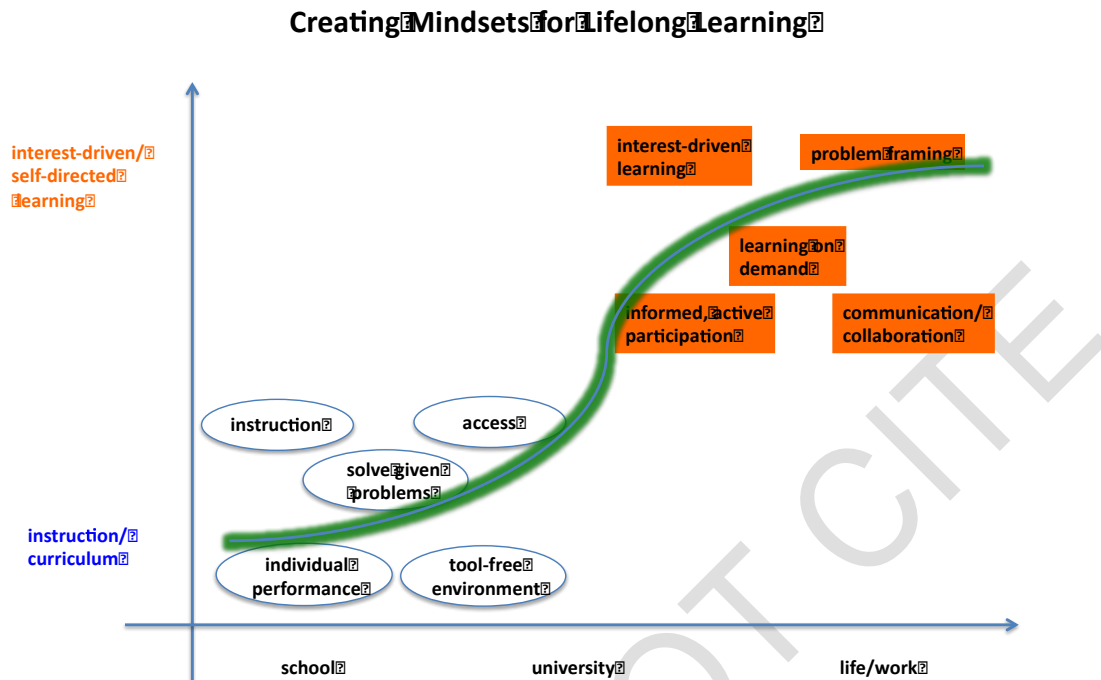 Creating Mindsets for Lifelong Learning
interest-driven/
self-directed
learning
interest-driven
learning
problem framing
learning on
demand
informed, active
participation
communication/
collaboration
instruction
access
solve given
problems
instruction/
curriculum
individual
performance
tool-free
environment
school
university
life/work
OT CITE